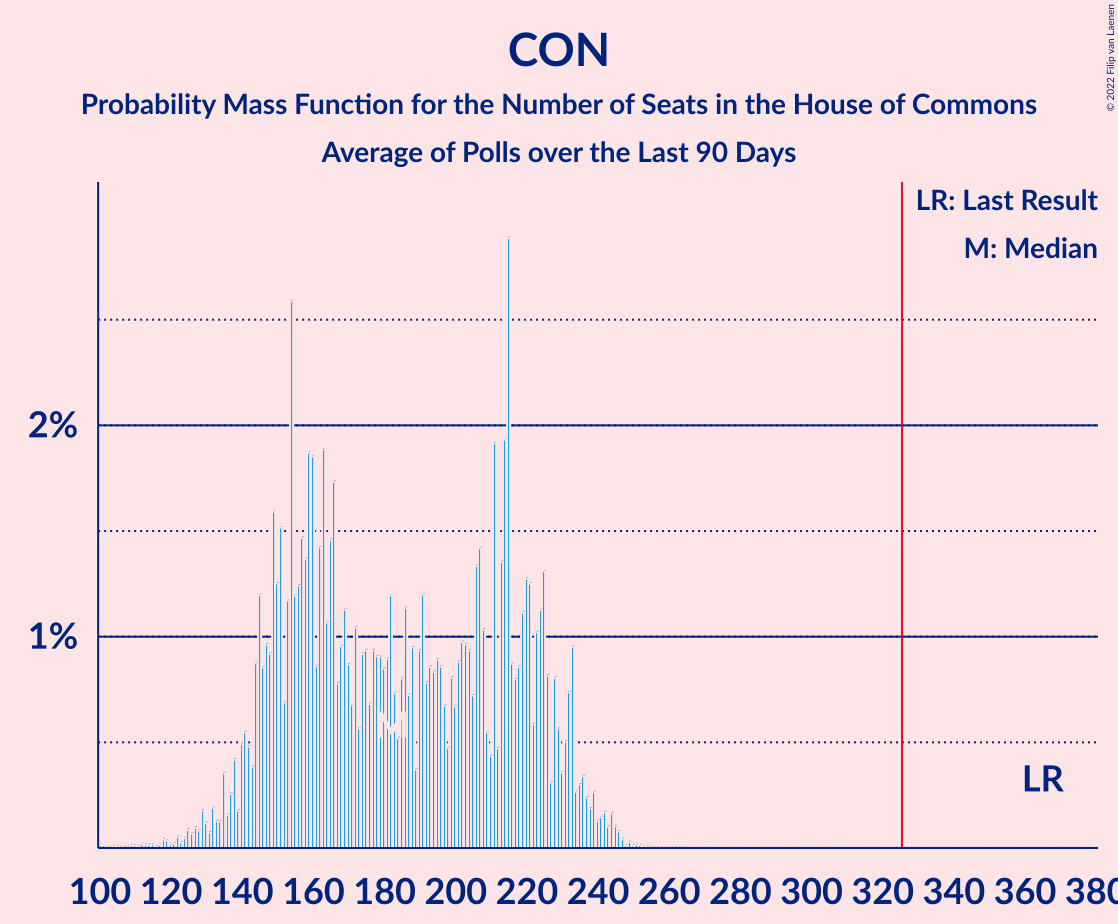 CON
Probability Mass Function for the Number of Seats in the House of Commons
Average of Polls over the Last 90 Days
© 2022 Filip van Laenen
LR: Last Result
M: Median
2%
1%
M
LR
100 120 140 160 180 200 220 240 260 280 300 320 340 360 380